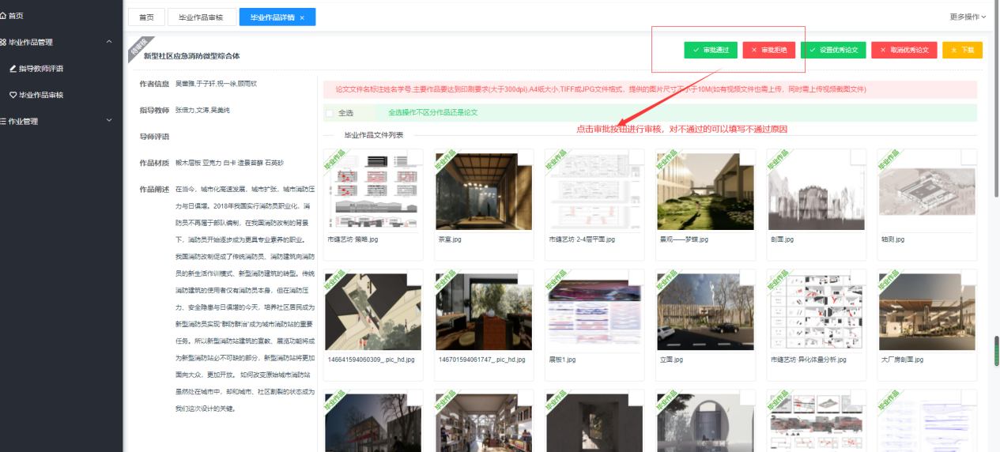 首页
毕业作品管理
指导教师评语
毕业作品审核
作业管理
首页
毕业作品审核
毕业作品详情 ×
更多操作
待审核
新型社区应急消防微型综合体
审批通过
审批拒绝
设置优秀论文
取消优秀论文
下载
作者信息 吴蕾雅,于子轩,祝一徐,顾雨欣
指导教师 张倍力,文涛,吴美纯
导师评语
作品材质 椴木层板 亚克力 白卡 造景苔藓 石英砂
作品阐述 在当今，城市化高速发展，城市扩张，城市消防压
力与日俱增。2018年我国实行消防员职业化，消
防员不再属于部队编制，在我国消防改制的背景
下，消防员开始逐步成为更具专业素养的职业。
我国消防改制促成了传统消防员、消防建筑向消防
员的新生活作训模式、新型消防建筑的转型。传统
消防建筑的使用者仅有消防员本身，但在消防压
力、安全隐患与日俱增的今天，培养社区居民成为
新型消防员实现“群防群治”成为城市消防站的重要
任务。所以新型消防站建筑的宣教、展览功能将成
为新型消防站必不可缺的部分，新型消防站将更加
面向大众，更加开放。 如何改变原始城市消防站
虽然处在城市中，却和城市、社区割裂的状态成为
我们这次设计的关键。
论文文件名标注姓名学号,主要作品要达到印刷要求(大于300dpi),A4纸大小,TIFF或JPG文件格式，提供的图片尺寸不小于10M(如有视频文件也需上传，同时需上传视频截图文件)
全选
全选操作不区分作品还是论文
点击审批按钮进行审核，对不通过的可以填写不通过原因
毕业作品文件列表
毕业作品
毕业作品
毕业作品
毕业作品
毕业作品
毕业作品
市缝艺坊·策略.jpg
茶室.jpg
市缝艺坊·2-4层平面.jpg
景观——梦蝶.jpg
剖面.jpg
轴测.jpg
毕业作品
毕业作品
毕业作品
毕业作品
毕业作品
毕业作品
146641594060309_.pic_hd.jpg
146701594061747_.pic_hd.jpg
展板1.jpg
立面.jpg
市缝艺坊·异化体量分析.jpg
大厂房剖面.jpg
毕业作品
毕业作品
毕业作品
毕业作品
毕业作品
毕业作品